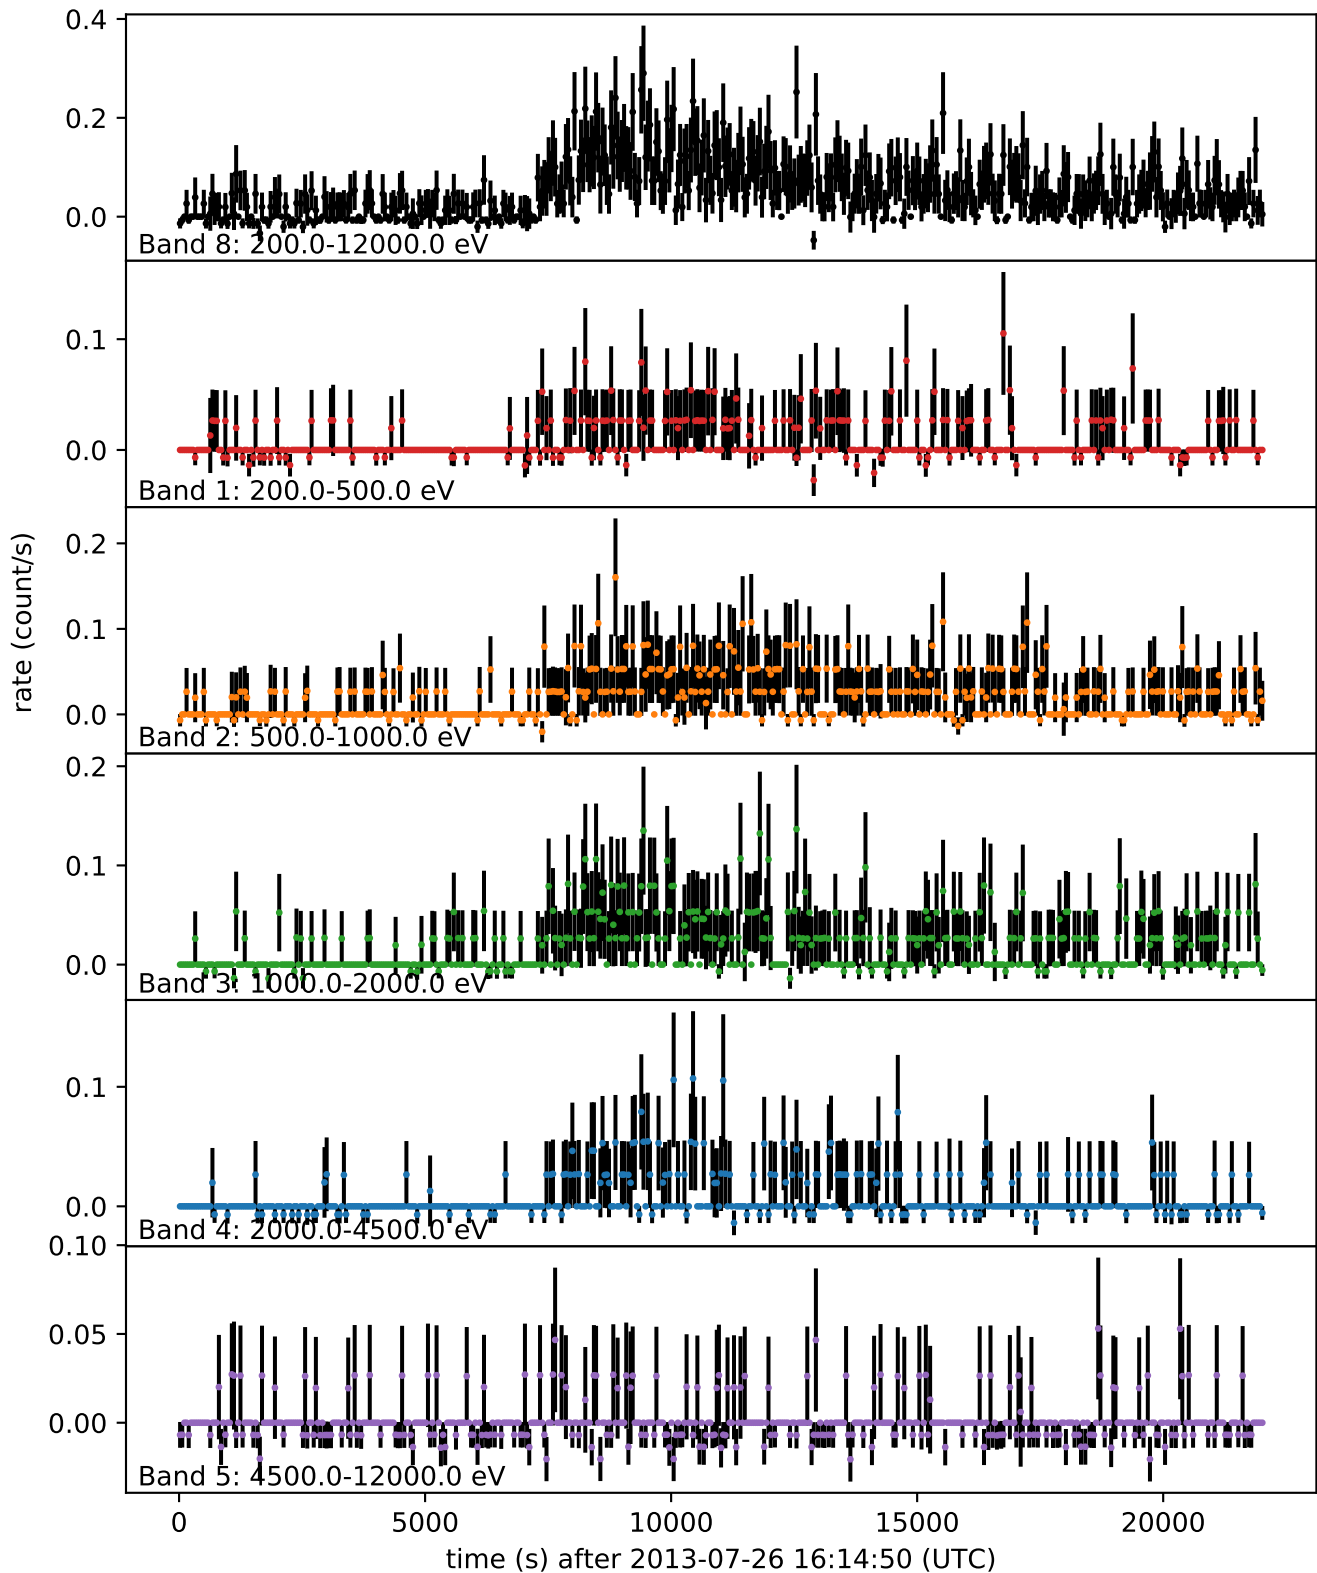 0.4
0.2
0.0
Band 8: 200.0-12000.0 eV
0.1
0.0
Band 1: 200.0-500.0 eV
0.2
0.1
0.0
Band 2: 500.0-1000.0 eV
rate (count/s)
0.2
0.1
0.0
Band 3: 1000.0-2000.0 eV
0.1
0.0
Band 4: 2000.0-4500.0 eV
0.10
0.05
0.00
Band 5: 4500.0-12000.0 eV
0 5000 10000 15000 20000
time (s) after 2013-07-26 16:14:50 (UTC)